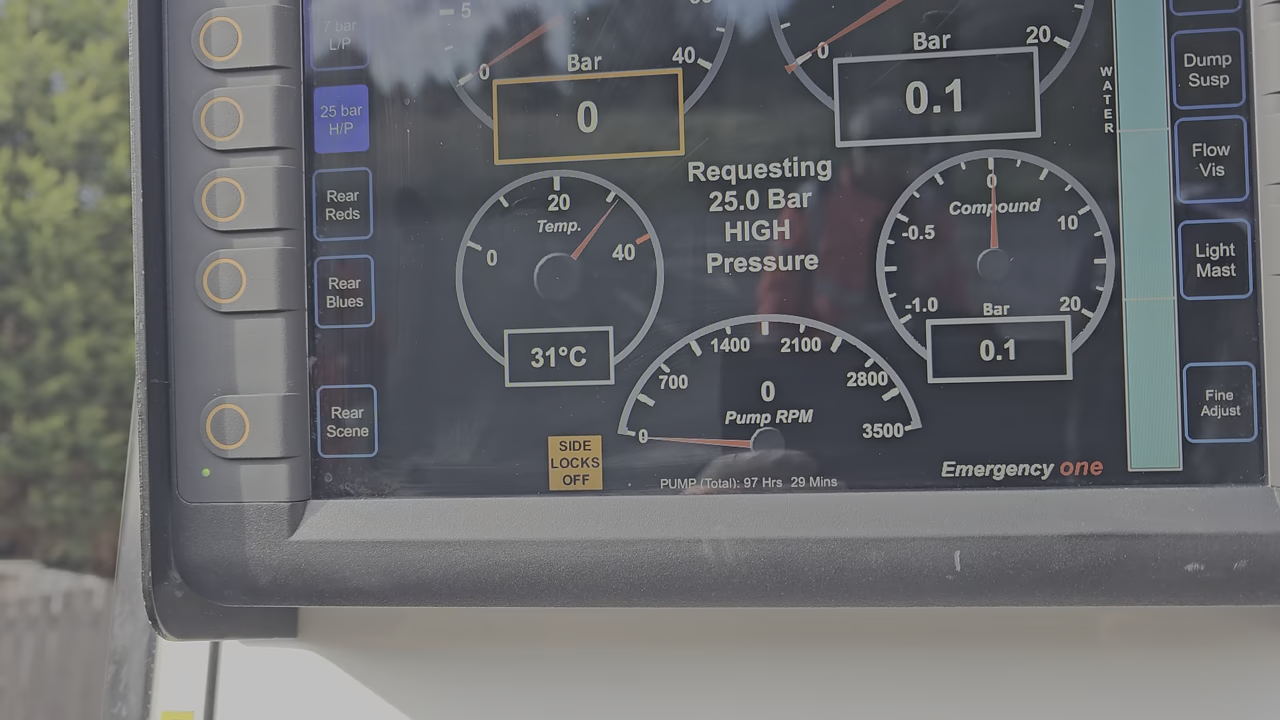 7 bar
L/P
25 bar
H/P
Rear
Reds
Rear
Blues
Rear
Scene
5
0
40
Bar
0
0
20
Bar
0.1
Requesting
25.0 Bar
HIGH
Pressure
0
20
40
Temp.
31°C
-1.0
-0.5
0
10
20
Compound
Bar
0.1
0
700
1400
2100
2800
3500
0
Pump RPM
SIDE
LOCKS
OFF
PUMP (Total): 97 Hrs 29 Mins
Emergency one
WATER
Dump
Susp
Flow
Vis
Light
Mast
Fine
Adjust